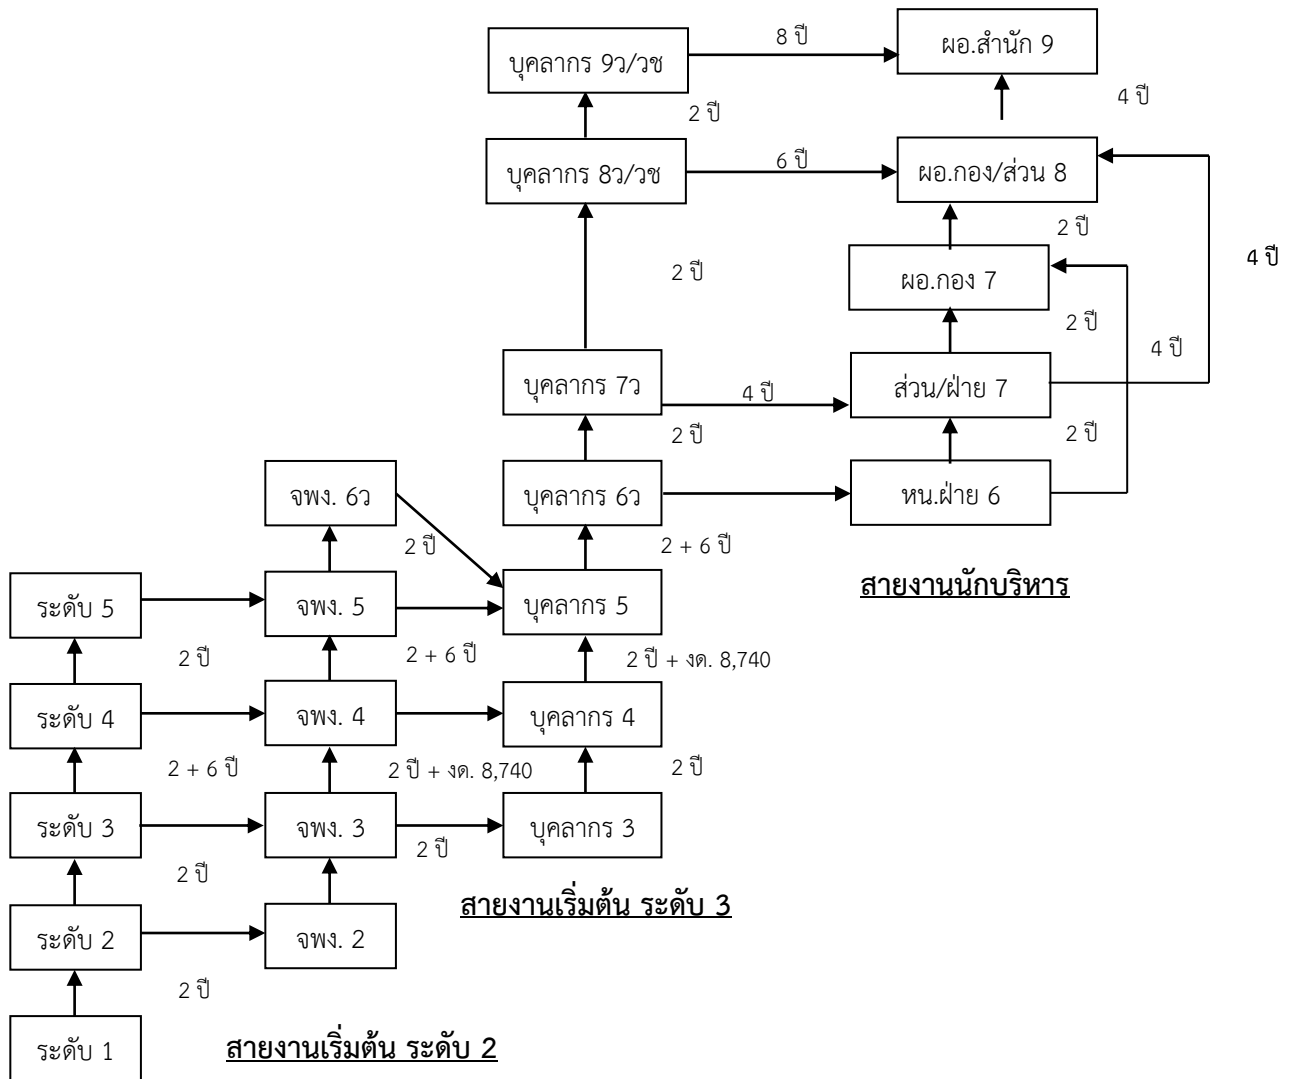 8 ปี
ผอ.สำนัก 9
บุคลากร 9ว/วช
4 ปี
2 ปี
บุคลากร 8ว/วช
6 ปี
ผอ.กอง/ส่วน 8
2 ปี
4 ปี
2 ปี
ผอ.กอง 7
2 ปี
4 ปี
บุคลากร 7ว
4 ปี
ส่วน/ฝ่าย 7
2 ปี
2 ปี
จพง. 6ว
บุคลากร 6ว
หน.ฝ่าย 6
2 ปี
2 + 6 ปี
สายงานนักบริหาร
ระดับ 5
จพง. 5
บุคลากร 5
2 ปี
2 + 6 ปี
2 ปี + งด. 8,740
ระดับ 4
จพง. 4
บุคลากร 4
2 + 6 ปี
2 ปี + งด. 8,740
2 ปี
ระดับ 3
จพง. 3
บุคลากร 3
2 ปี
2 ปี
สายงานเริ่มต้น ระดับ 3
ระดับ 2
จพง. 2
2 ปี
ระดับ 1
สายงานเริ่มต้น ระดับ 2